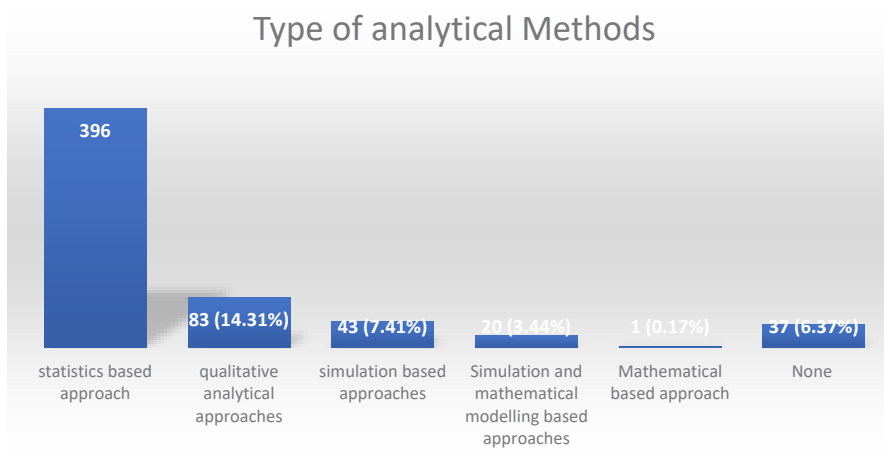 Type of analytical Methods
396
83 (14.31%)
43 (7.41%)
20 (3.44%)
1 (0.17%)
37 (6.37%)
statistics based
approach
qualitative
analytical
approaches
simulation based
approaches
Simulation and
mathematical
modelling based
approaches
Mathematical
based approach
None